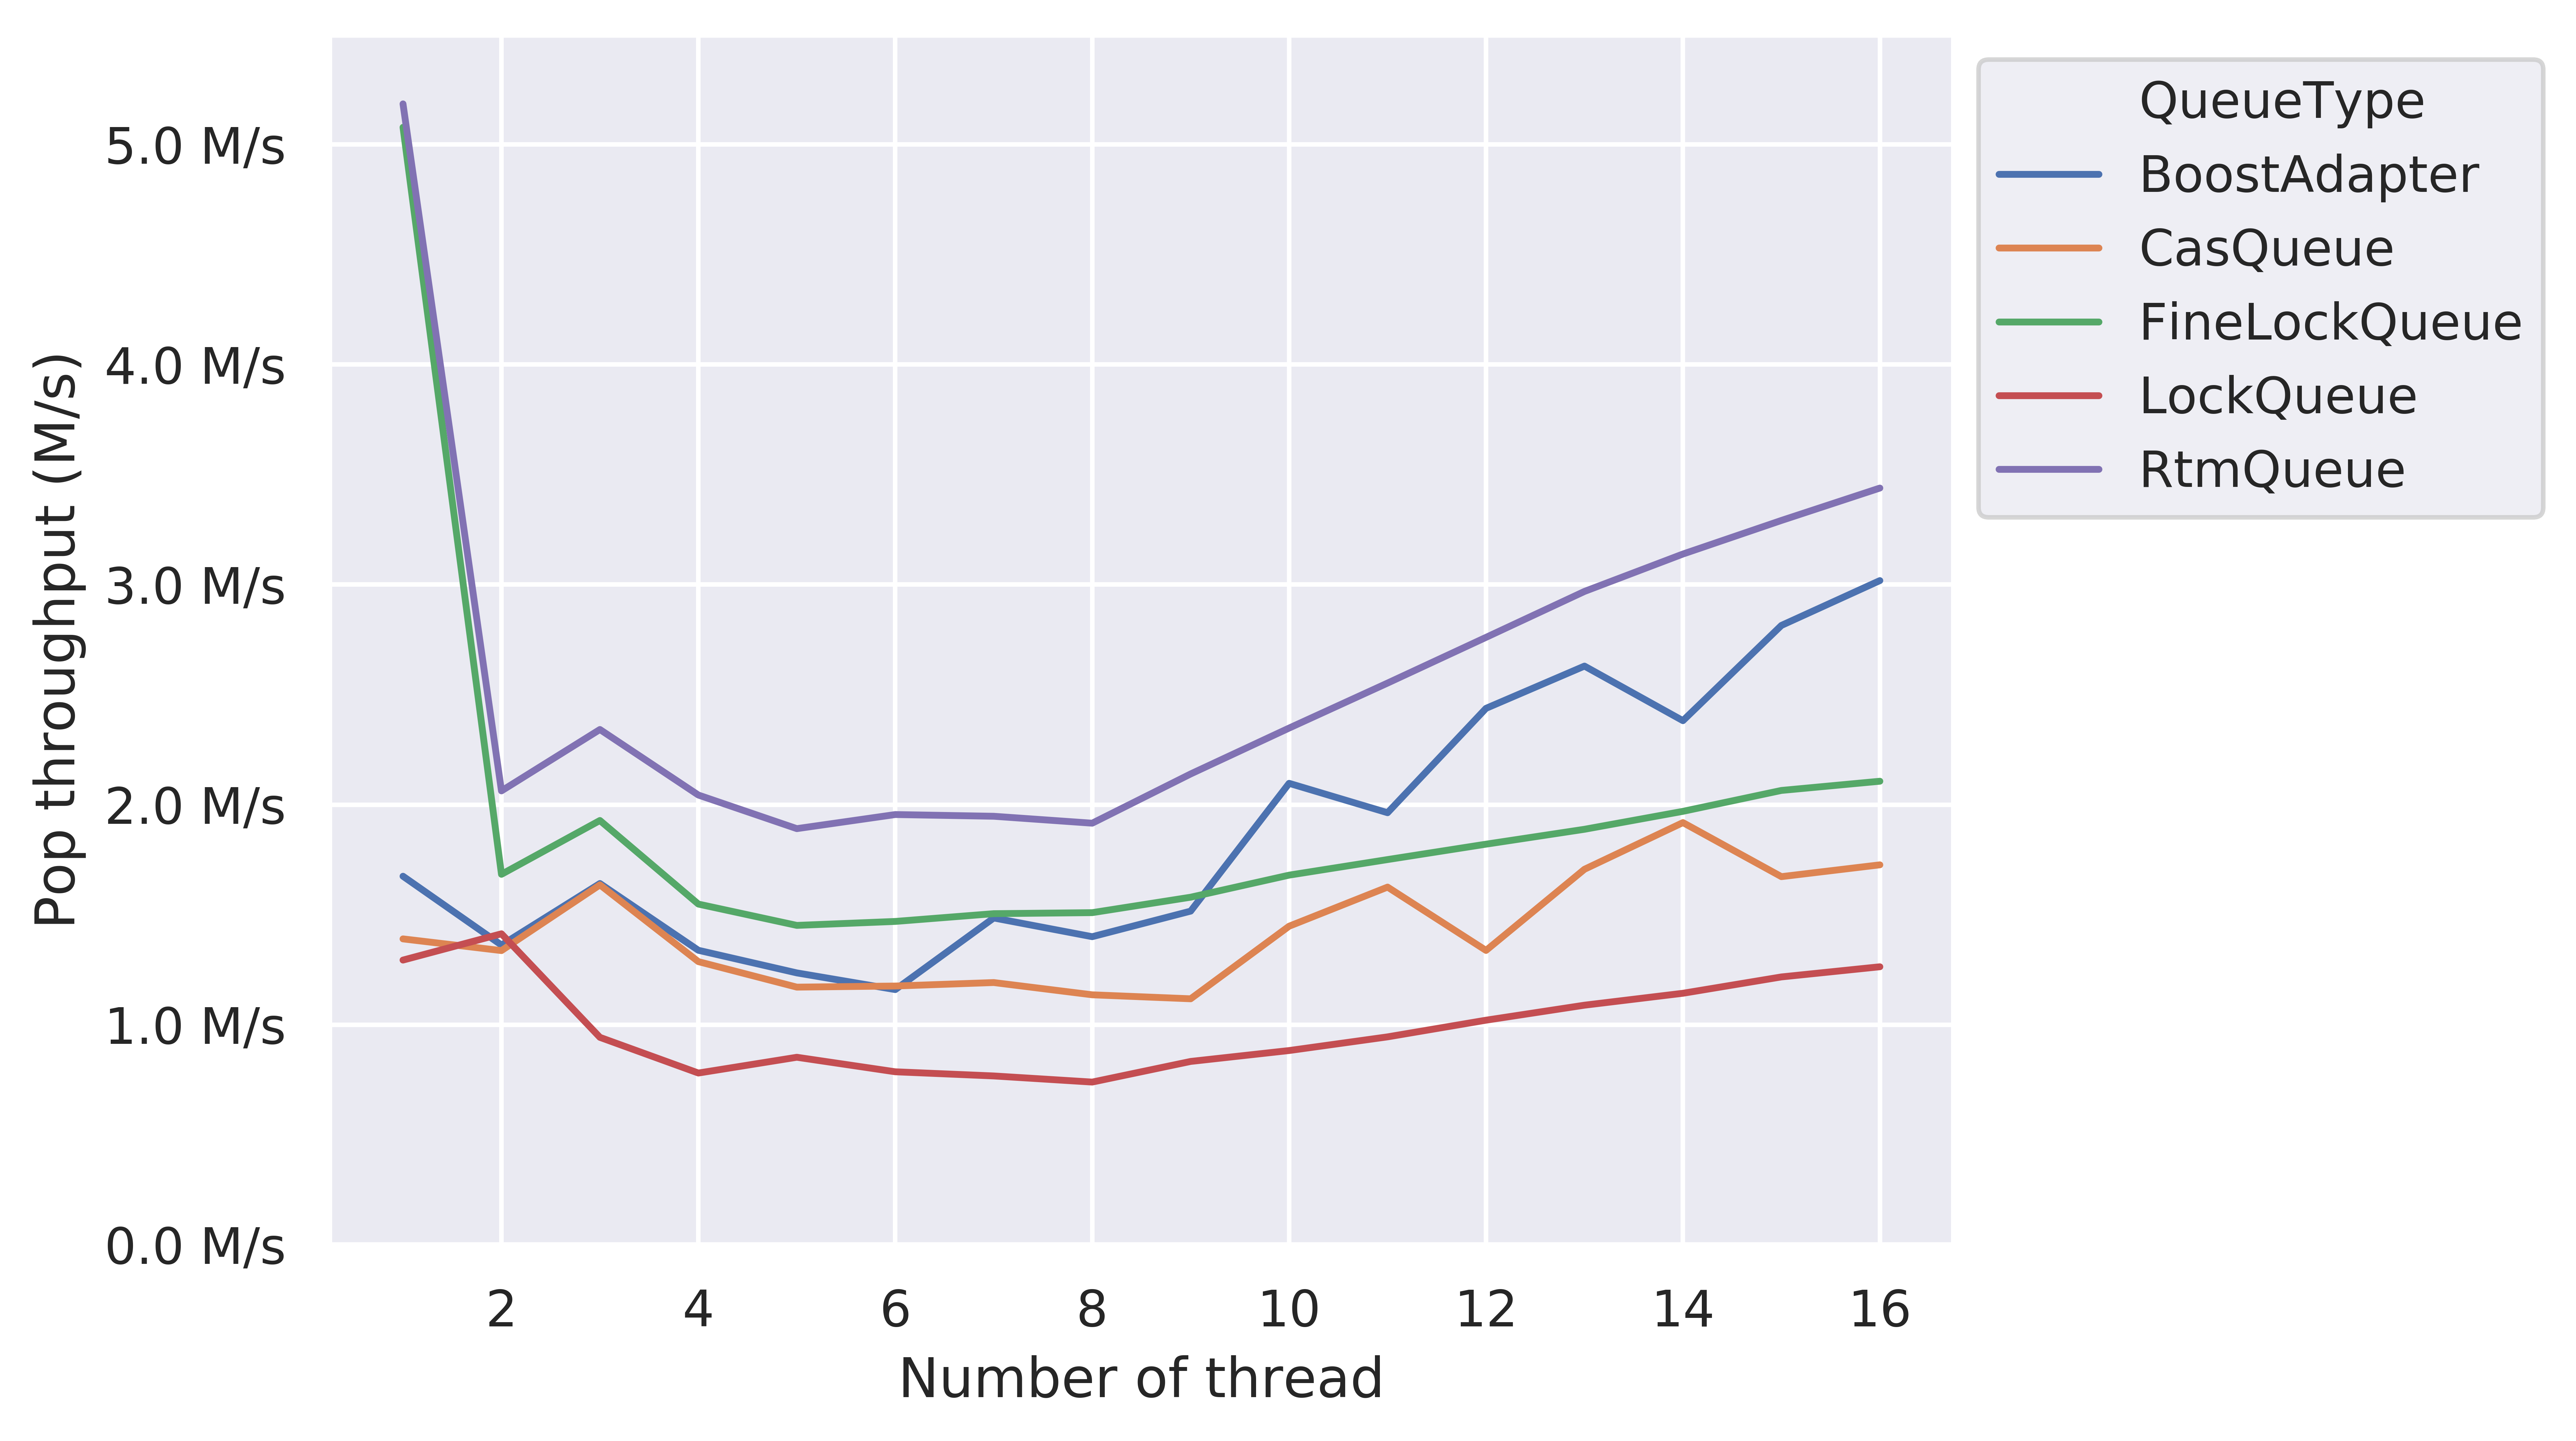 5.0 M/s
4.0 M/s
3.0 M/s
2.0 M/s
1.0 M/s
0.0 M/s
Pop throughput (M/s)
2 4 6 8 10 12 14 16
Number of thread
QueueType
BoostAdapter
CasQueue
FineLockQueue
LockQueue
RtmQueue